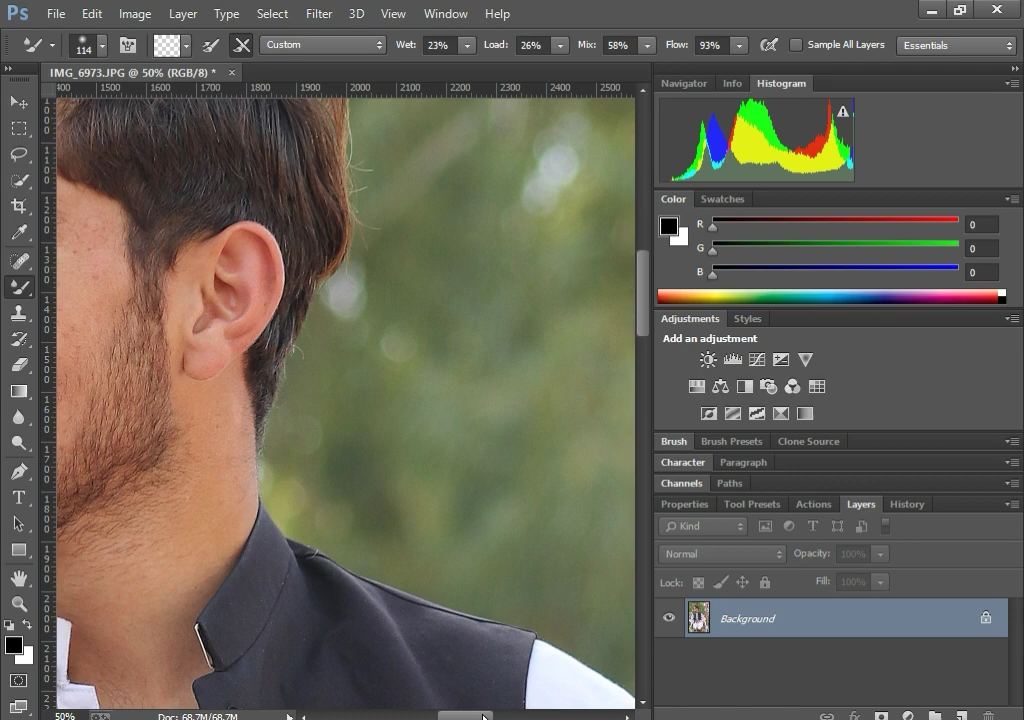 Ps File Edit Image Layer Type Select Filter 3D View Window Help
114 Custom Wet: 23% Load: 26% Mix: 58% Flow: 93% Sample All Layers Essentials
IMG_6973.JPG @ 50% (RGB/8) * ×
400 1500 1600 1700 1800 1900 2000 2100 2200 2300 2400 2500
Navigator Info Histogram
Color Swatches
R 0
G 0
B 0
Adjustments Styles
Add an adjustment
Brush Brush Presets Clone Source
Character Paragraph
Channels Paths
Properties Tool Presets Actions Layers History
Kind
Normal Opacity: 100%
Lock: Fill: 100%
Background
50% Doc: 68.7M/68.7M